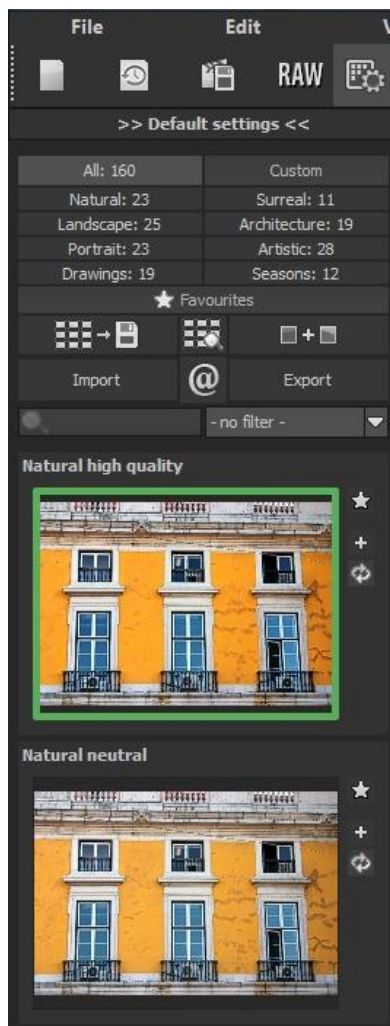 File Edit
RAW
>> Default settings <<
All: 160 Custom
Natural: 23 Surreal: 11
Landscape: 25 Architecture: 19
Portrait: 23 Artistic: 28
Drawings: 19 Seasons: 12
Favourites
Import @ Export
- no filter -
Natural high quality
Natural neutral